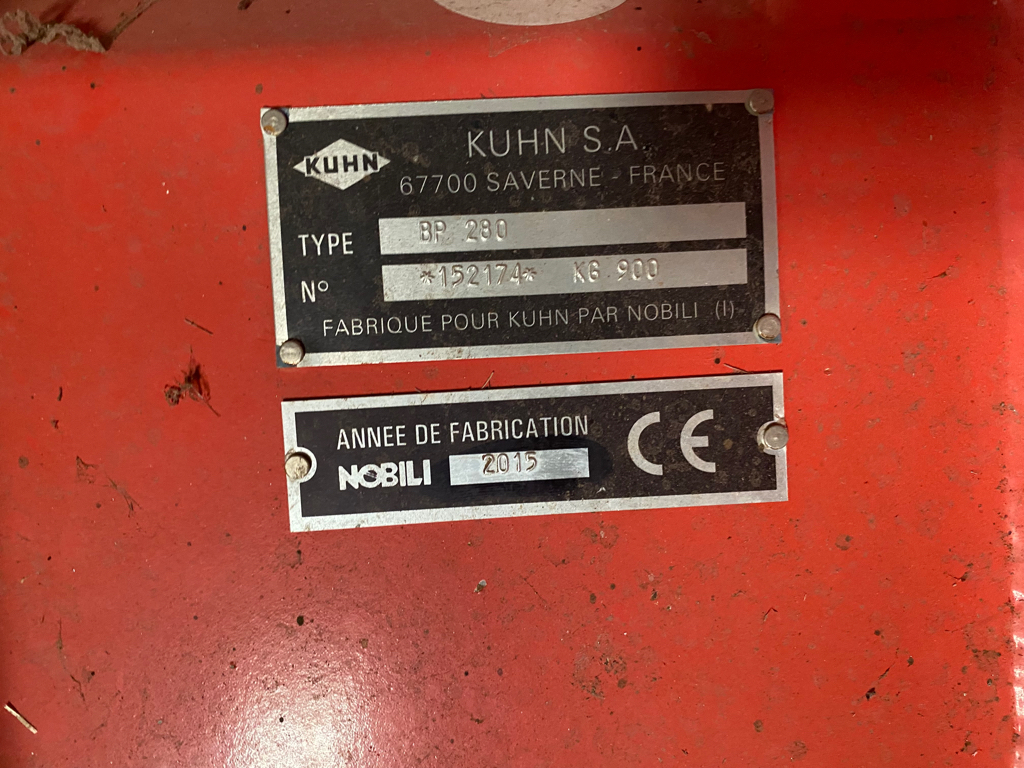 KUHN
KUHN S.A.
67700 SAVERNE - FRANCE
TYPE BP 280
N° *152174* KG 900
FABRIQUE POUR KUHN PAR NOBILI (I)
ANNEE DE FABRICATION
NOBILI 2015 CE